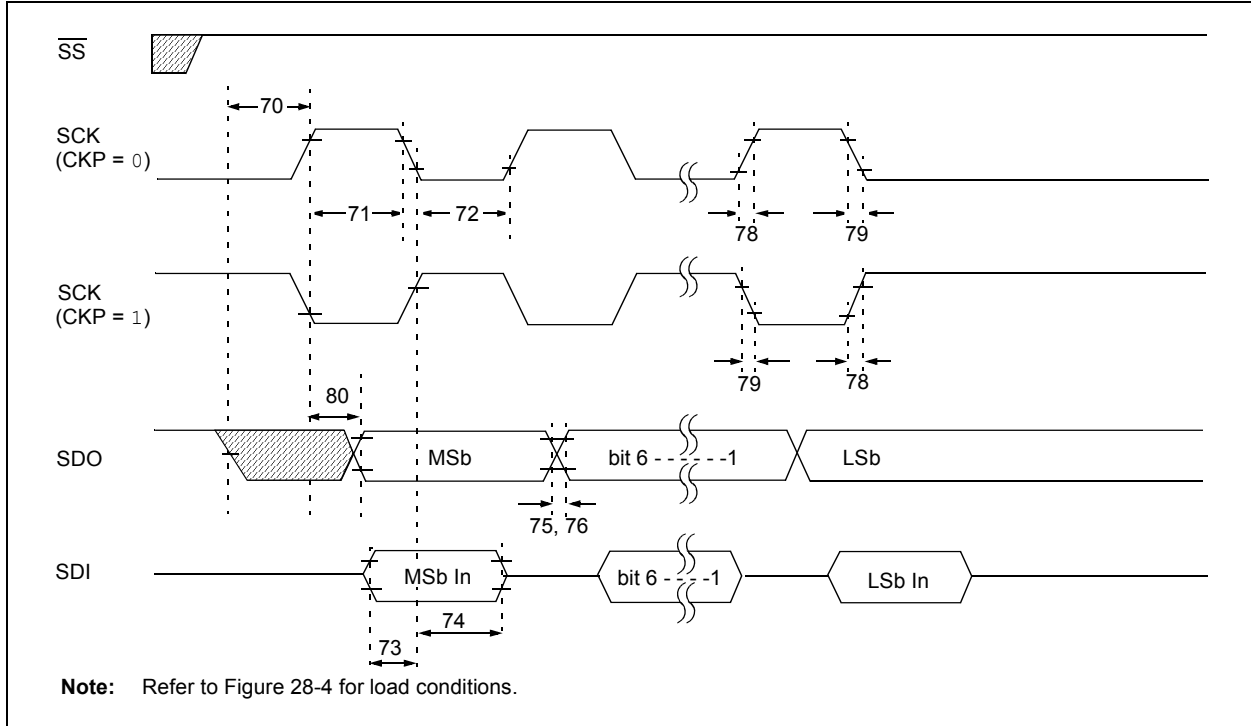 SS
70
SCK
(CKP = 0)
71
72
78
79
SCK
(CKP = 1)
79
78
80
SDO
MSb
bit 6 - - - - - -1
LSb
75, 76
SDI
MSb In
bit 6 - - - - -1
LSb In
74
73
Note: Refer to Figure 28-4 for load conditions.